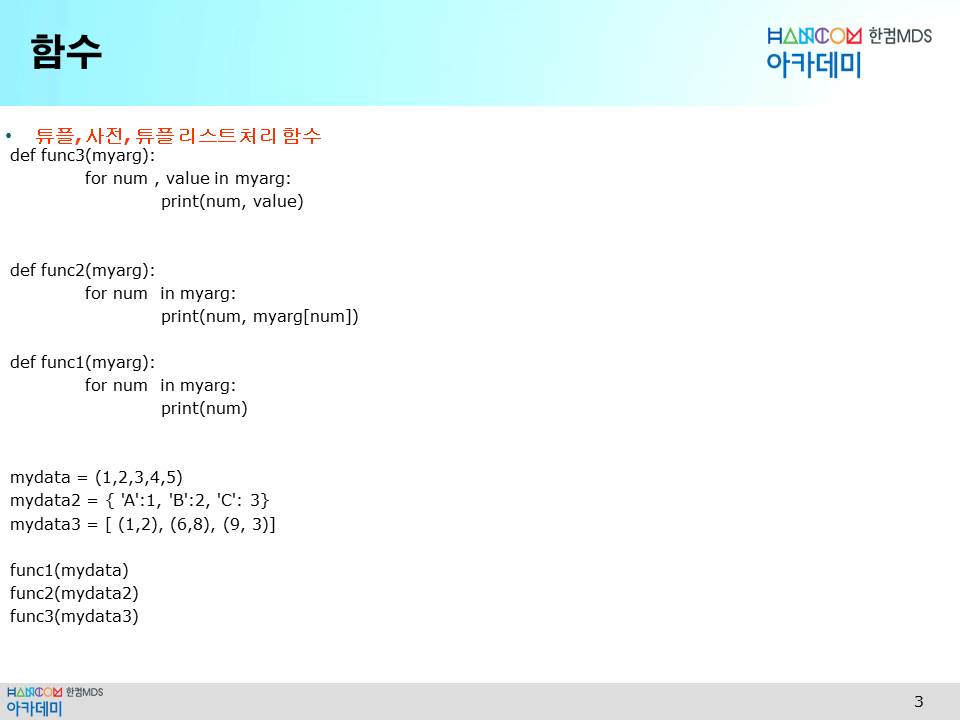 함수
HANCOM 한컴MDS
아카데미
• 튜플, 사전, 튜플 리스트 처리 함수
def func3(myarg):
for num , value in myarg:
print(num, value)
def func2(myarg):
for num  in myarg:
print(num, myarg[num])
def func1(myarg):
for num  in myarg:
print(num)
mydata = (1,2,3,4,5)
mydata2 = { 'A':1, 'B':2, 'C': 3}
mydata3 = [ (1,2), (6,8), (9, 3)]
func1(mydata)
func2(mydata2)
func3(mydata3)
HANCOM 한컴MDS
아카데미
3